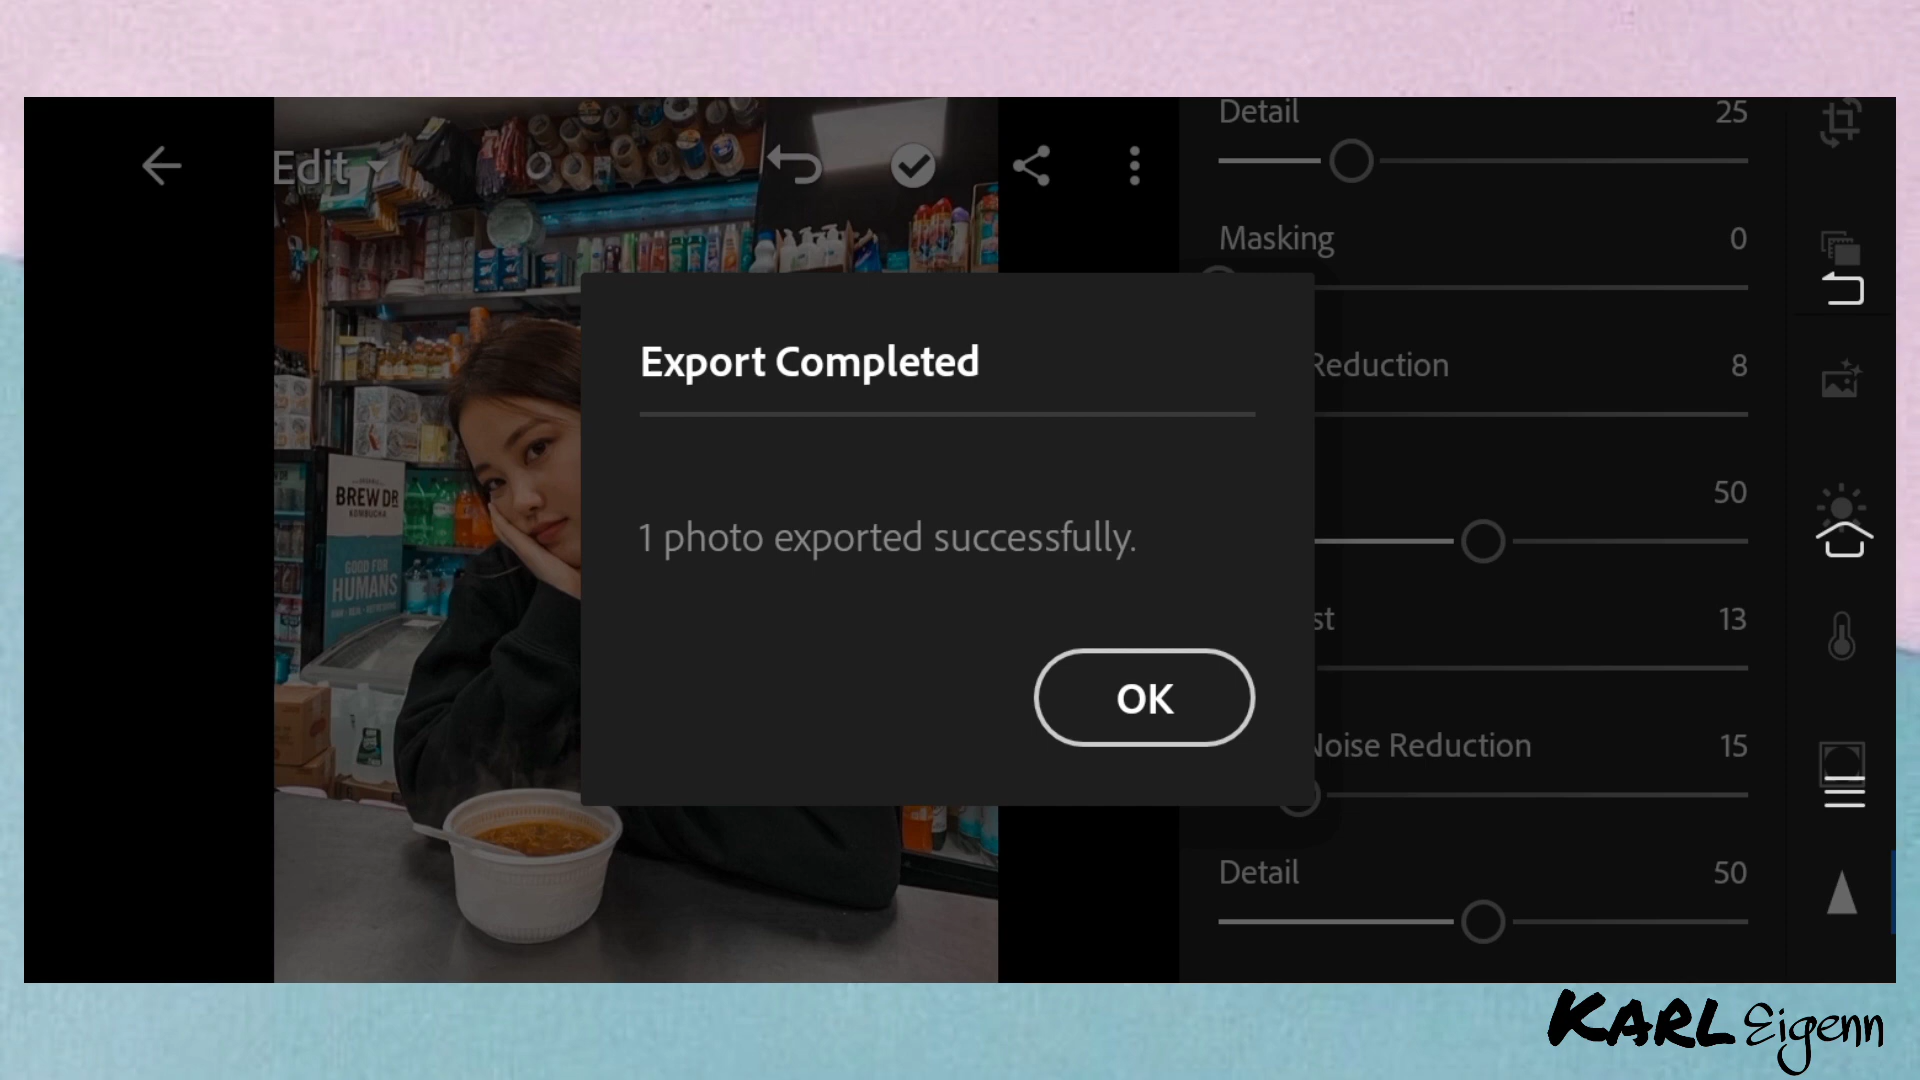 Edit
Detail 25
Masking 0
Reduction 8
50
st 13
Noise Reduction 15
Detail 50
Export Completed
1 photo exported successfully.
OK
BREW DR
KOMBUCHA
GOOD FOR
HUMANS
KARL Eigenn